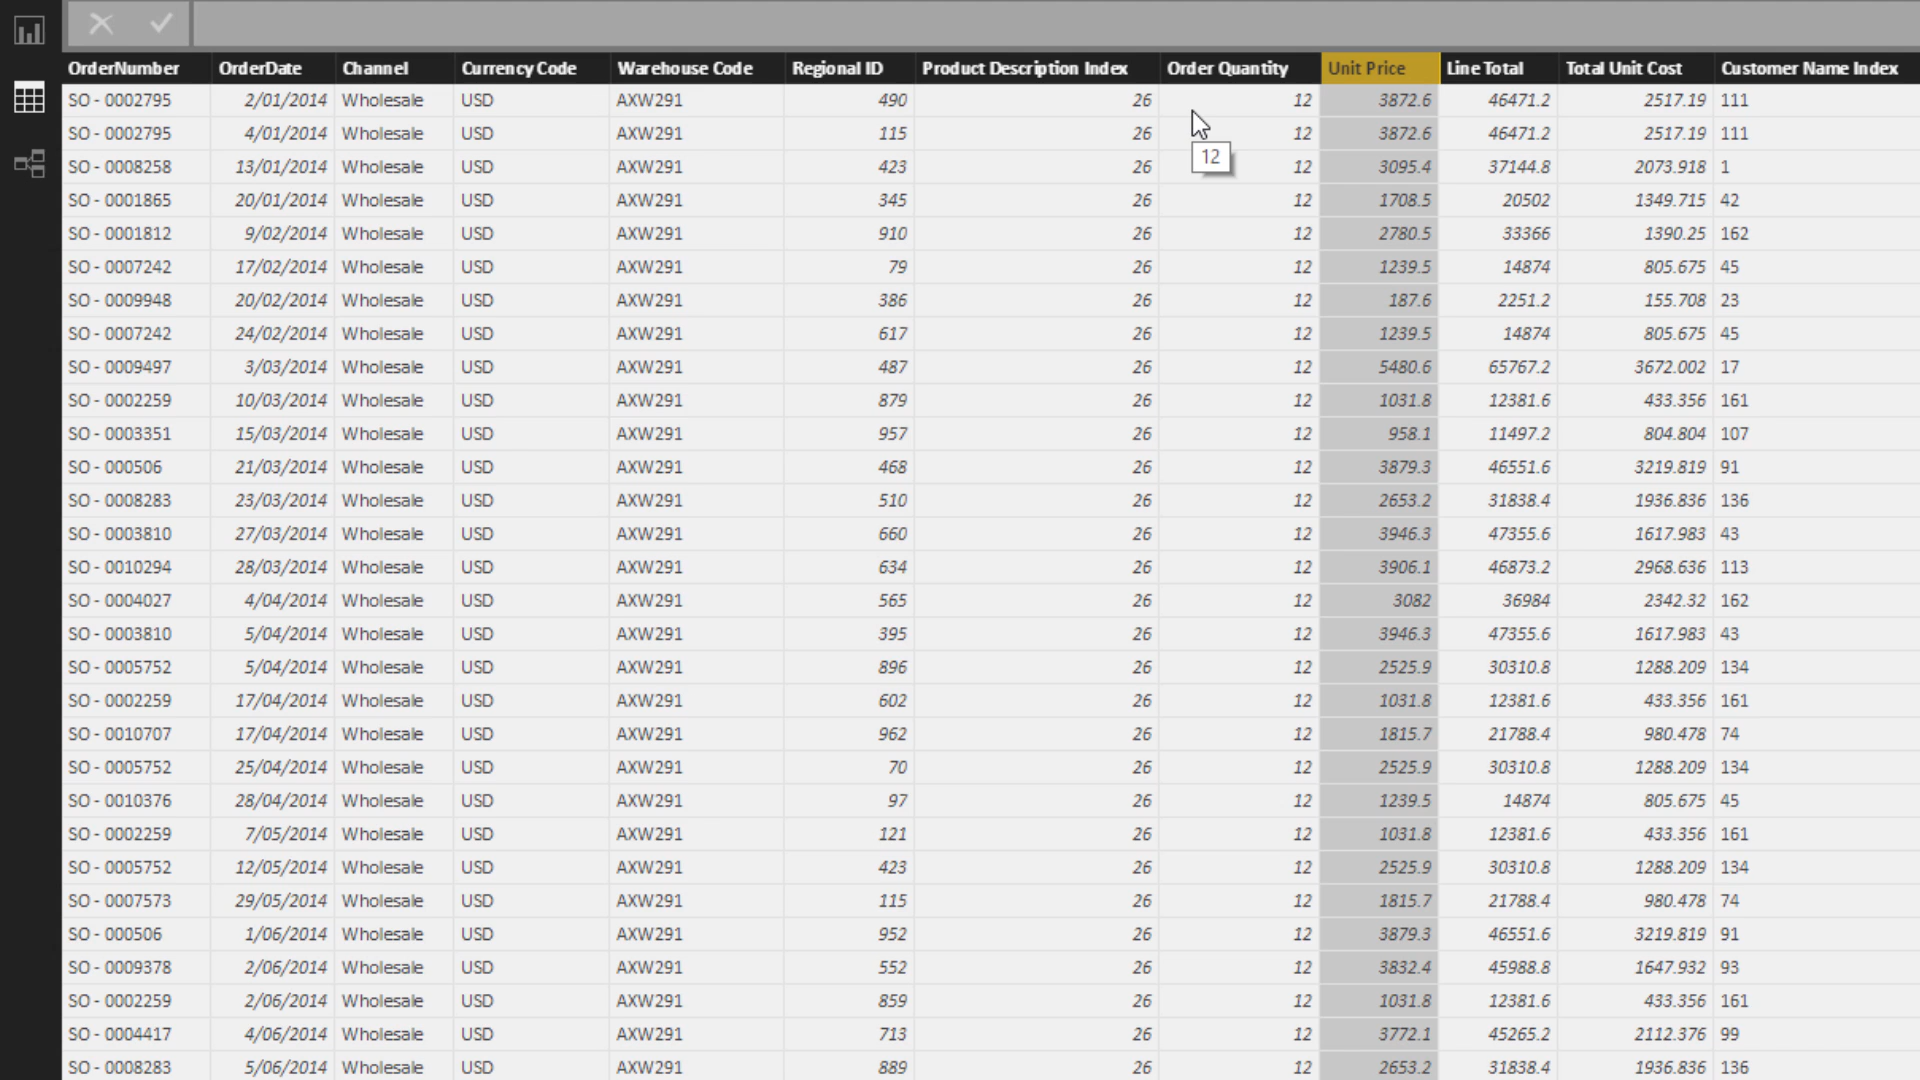 OrderNumber OrderDate Channel Currency Code Warehouse Code Regional ID Product Description Index Order Quantity Unit Price Line Total Total Unit Cost Customer Name Index
SO - 0002795 2/01/2014 Wholesale USD AXW291 490 26 12 3872.6 46471.2 2517.19 111
SO - 0002795 4/01/2014 Wholesale USD AXW291 115 26 12 3872.6 46471.2 2517.19 111
12
SO - 0008258 13/01/2014 Wholesale USD AXW291 423 26 12 3095.4 37144.8 2073.918 1
SO - 0001865 20/01/2014 Wholesale USD AXW291 345 26 12 1708.5 20502 1349.715 42
SO - 0001812 9/02/2014 Wholesale USD AXW291 910 26 12 2780.5 33366 1390.25 162
SO - 0007242 17/02/2014 Wholesale USD AXW291 79 26 12 1239.5 14874 805.675 45
SO - 0009948 20/02/2014 Wholesale USD AXW291 386 26 12 187.6 2251.2 155.708 23
SO - 0007242 24/02/2014 Wholesale USD AXW291 617 26 12 1239.5 14874 805.675 45
SO - 0009497 3/03/2014 Wholesale USD AXW291 487 26 12 5480.6 65767.2 3672.002 17
SO - 0002259 10/03/2014 Wholesale USD AXW291 879 26 12 1031.8 12381.6 433.356 161
SO - 0003351 15/03/2014 Wholesale USD AXW291 957 26 12 958.1 11497.2 804.804 107
SO - 000506 21/03/2014 Wholesale USD AXW291 468 26 12 3879.3 46551.6 3219.819 91
SO - 0008283 23/03/2014 Wholesale USD AXW291 510 26 12 2653.2 31838.4 1936.836 136
SO - 0003810 27/03/2014 Wholesale USD AXW291 660 26 12 3946.3 47355.6 1617.983 43
SO - 0010294 28/03/2014 Wholesale USD AXW291 634 26 12 3906.1 46873.2 2968.636 113
SO - 0004027 4/04/2014 Wholesale USD AXW291 565 26 12 3082 36984 2342.32 162
SO - 0003810 5/04/2014 Wholesale USD AXW291 395 26 12 3946.3 47355.6 1617.983 43
SO - 0005752 5/04/2014 Wholesale USD AXW291 896 26 12 2525.9 30310.8 1288.209 134
SO - 0002259 17/04/2014 Wholesale USD AXW291 602 26 12 1031.8 12381.6 433.356 161
SO - 0010707 17/04/2014 Wholesale USD AXW291 962 26 12 1815.7 21788.4 980.478 74
SO - 0005752 25/04/2014 Wholesale USD AXW291 70 26 12 2525.9 30310.8 1288.209 134
SO - 0010376 28/04/2014 Wholesale USD AXW291 97 26 12 1239.5 14874 805.675 45
SO - 0002259 7/05/2014 Wholesale USD AXW291 121 26 12 1031.8 12381.6 433.356 161
SO - 0005752 12/05/2014 Wholesale USD AXW291 423 26 12 2525.9 30310.8 1288.209 134
SO - 0007573 29/05/2014 Wholesale USD AXW291 115 26 12 1815.7 21788.4 980.478 74
SO - 000506 1/06/2014 Wholesale USD AXW291 952 26 12 3879.3 46551.6 3219.819 91
SO - 0009378 2/06/2014 Wholesale USD AXW291 552 26 12 3832.4 45988.8 1647.932 93
SO - 0002259 2/06/2014 Wholesale USD AXW291 859 26 12 1031.8 12381.6 433.356 161
SO - 0004417 4/06/2014 Wholesale USD AXW291 713 26 12 3772.1 45265.2 2112.376 99
SO - 0008283 5/06/2014 Wholesale USD AXW291 889 26 12 2653.2 31838.4 1936.836 136